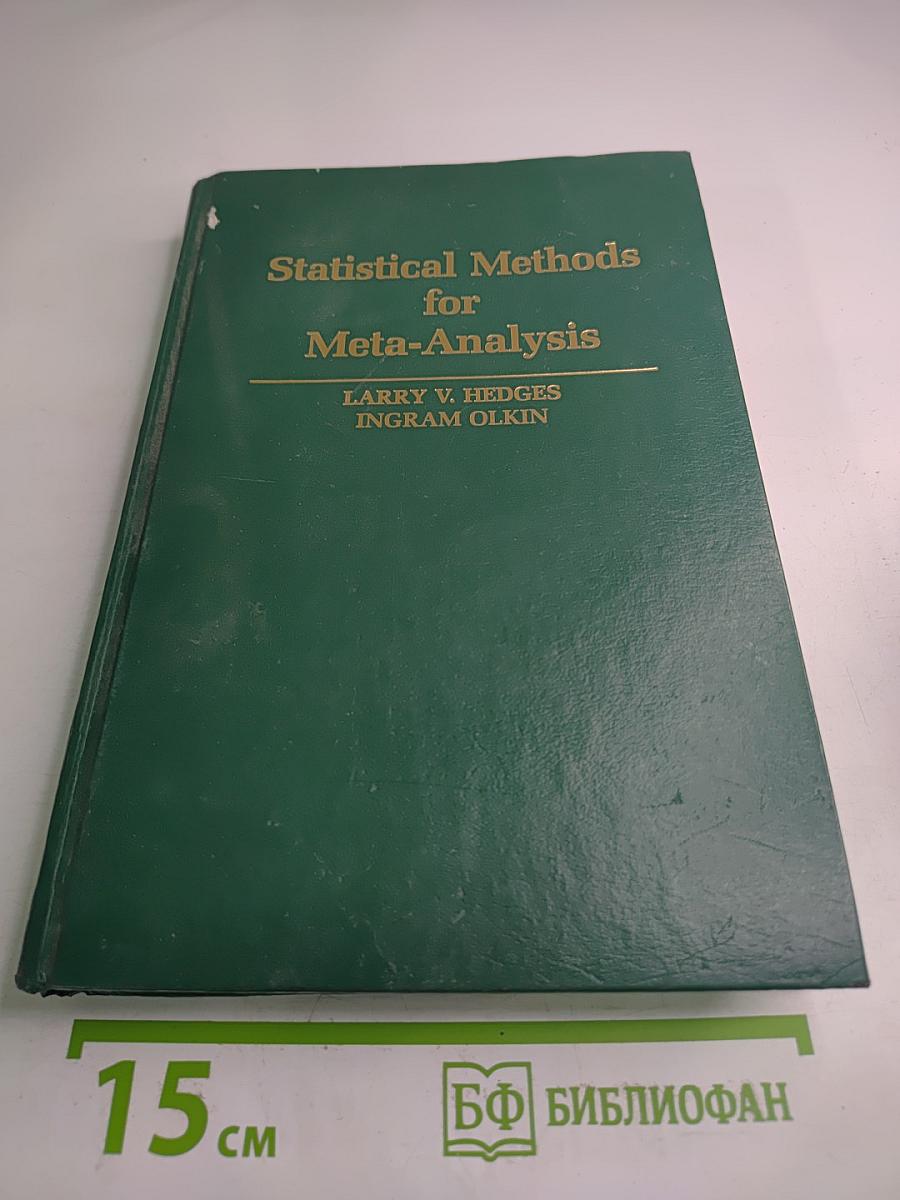 Statistical Methods
for
Meta-Analysis
LARRY V. HEDGES
INGRAM OLKIN
15 см
БФ БИБЛИОФАН